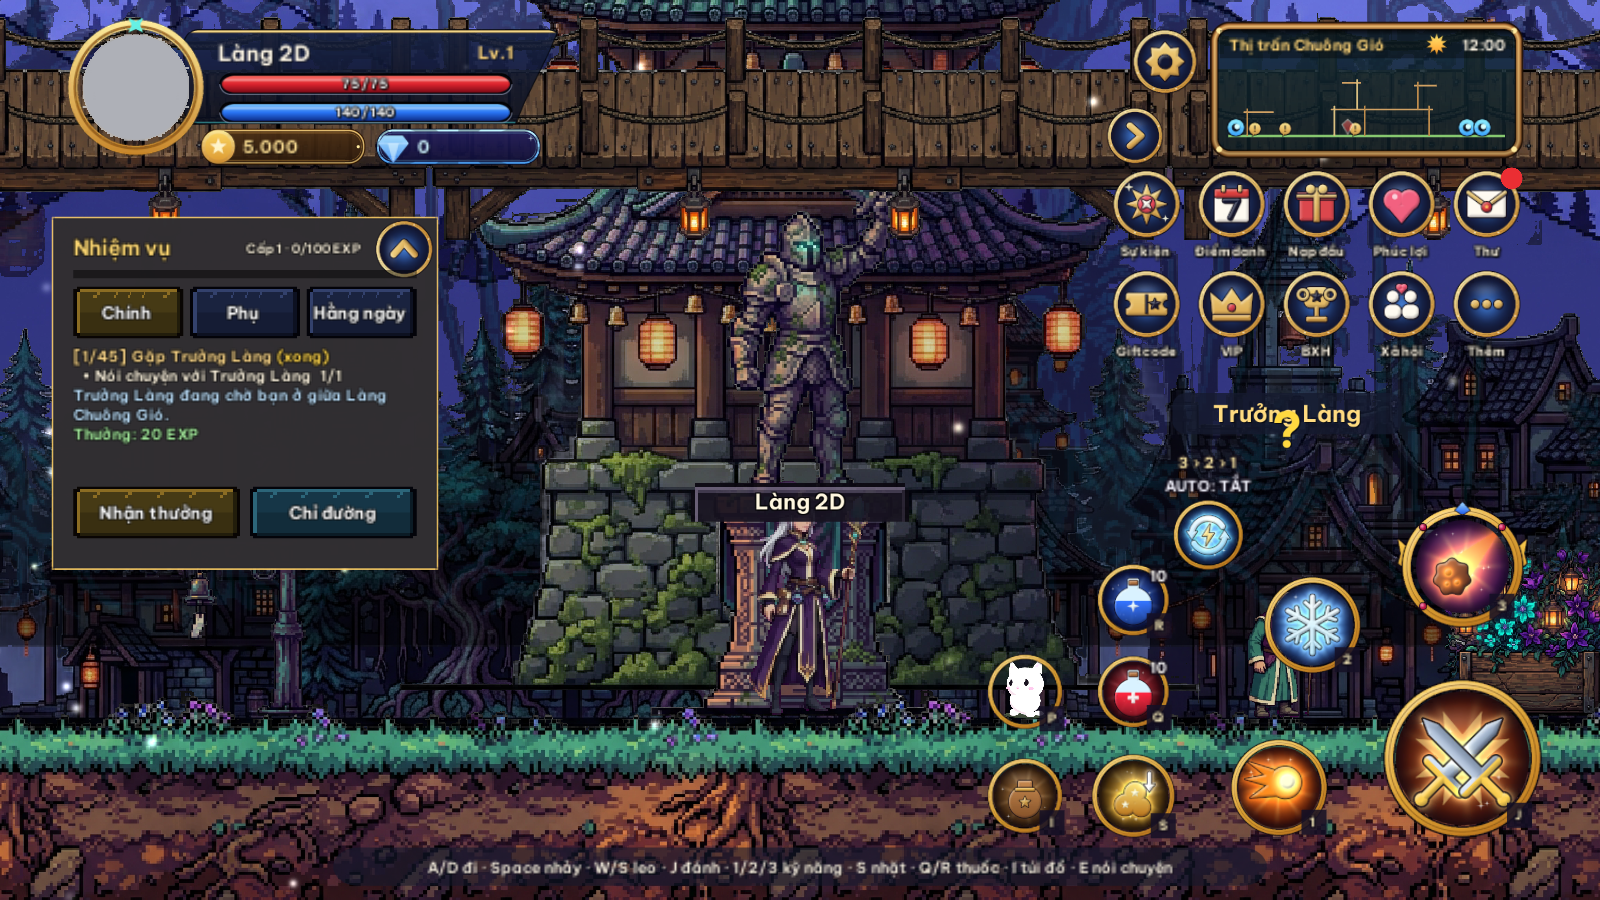 Làng 2D
Lv.1
75/75
140/140
5.000
0
Thị trấn Chuông Gió
12:00
Nhiệm vụ
Cấp 1 - 0/100 EXP
Chính
Phụ
Hằng ngày
[1/45] Gặp Trưởng Làng (xong)
• Nói chuyện với Trưởng Làng 1/1
Trưởng Làng đang chờ bạn ở giữa Làng
Chuông Gió.
Thưởng: 20 EXP
Nhận thưởng
Chỉ đường
7
Sự kiện
Điểm danh
Nạp đầu
Phúc lợi
Thư
Giftcode
VIP
BXH
Xã hội
Thêm
Trưởng Làng
?
3 › 2 › 1
AUTO: TẮT
Làng 2D
10
R
3
2
10
Q
P
I
S
1
J
A/D đi - Space nhảy - W/S leo - J đánh - 1/2/3 kỹ năng - S nhặt - Q/R thuốc - I túi đồ - E nói chuyện